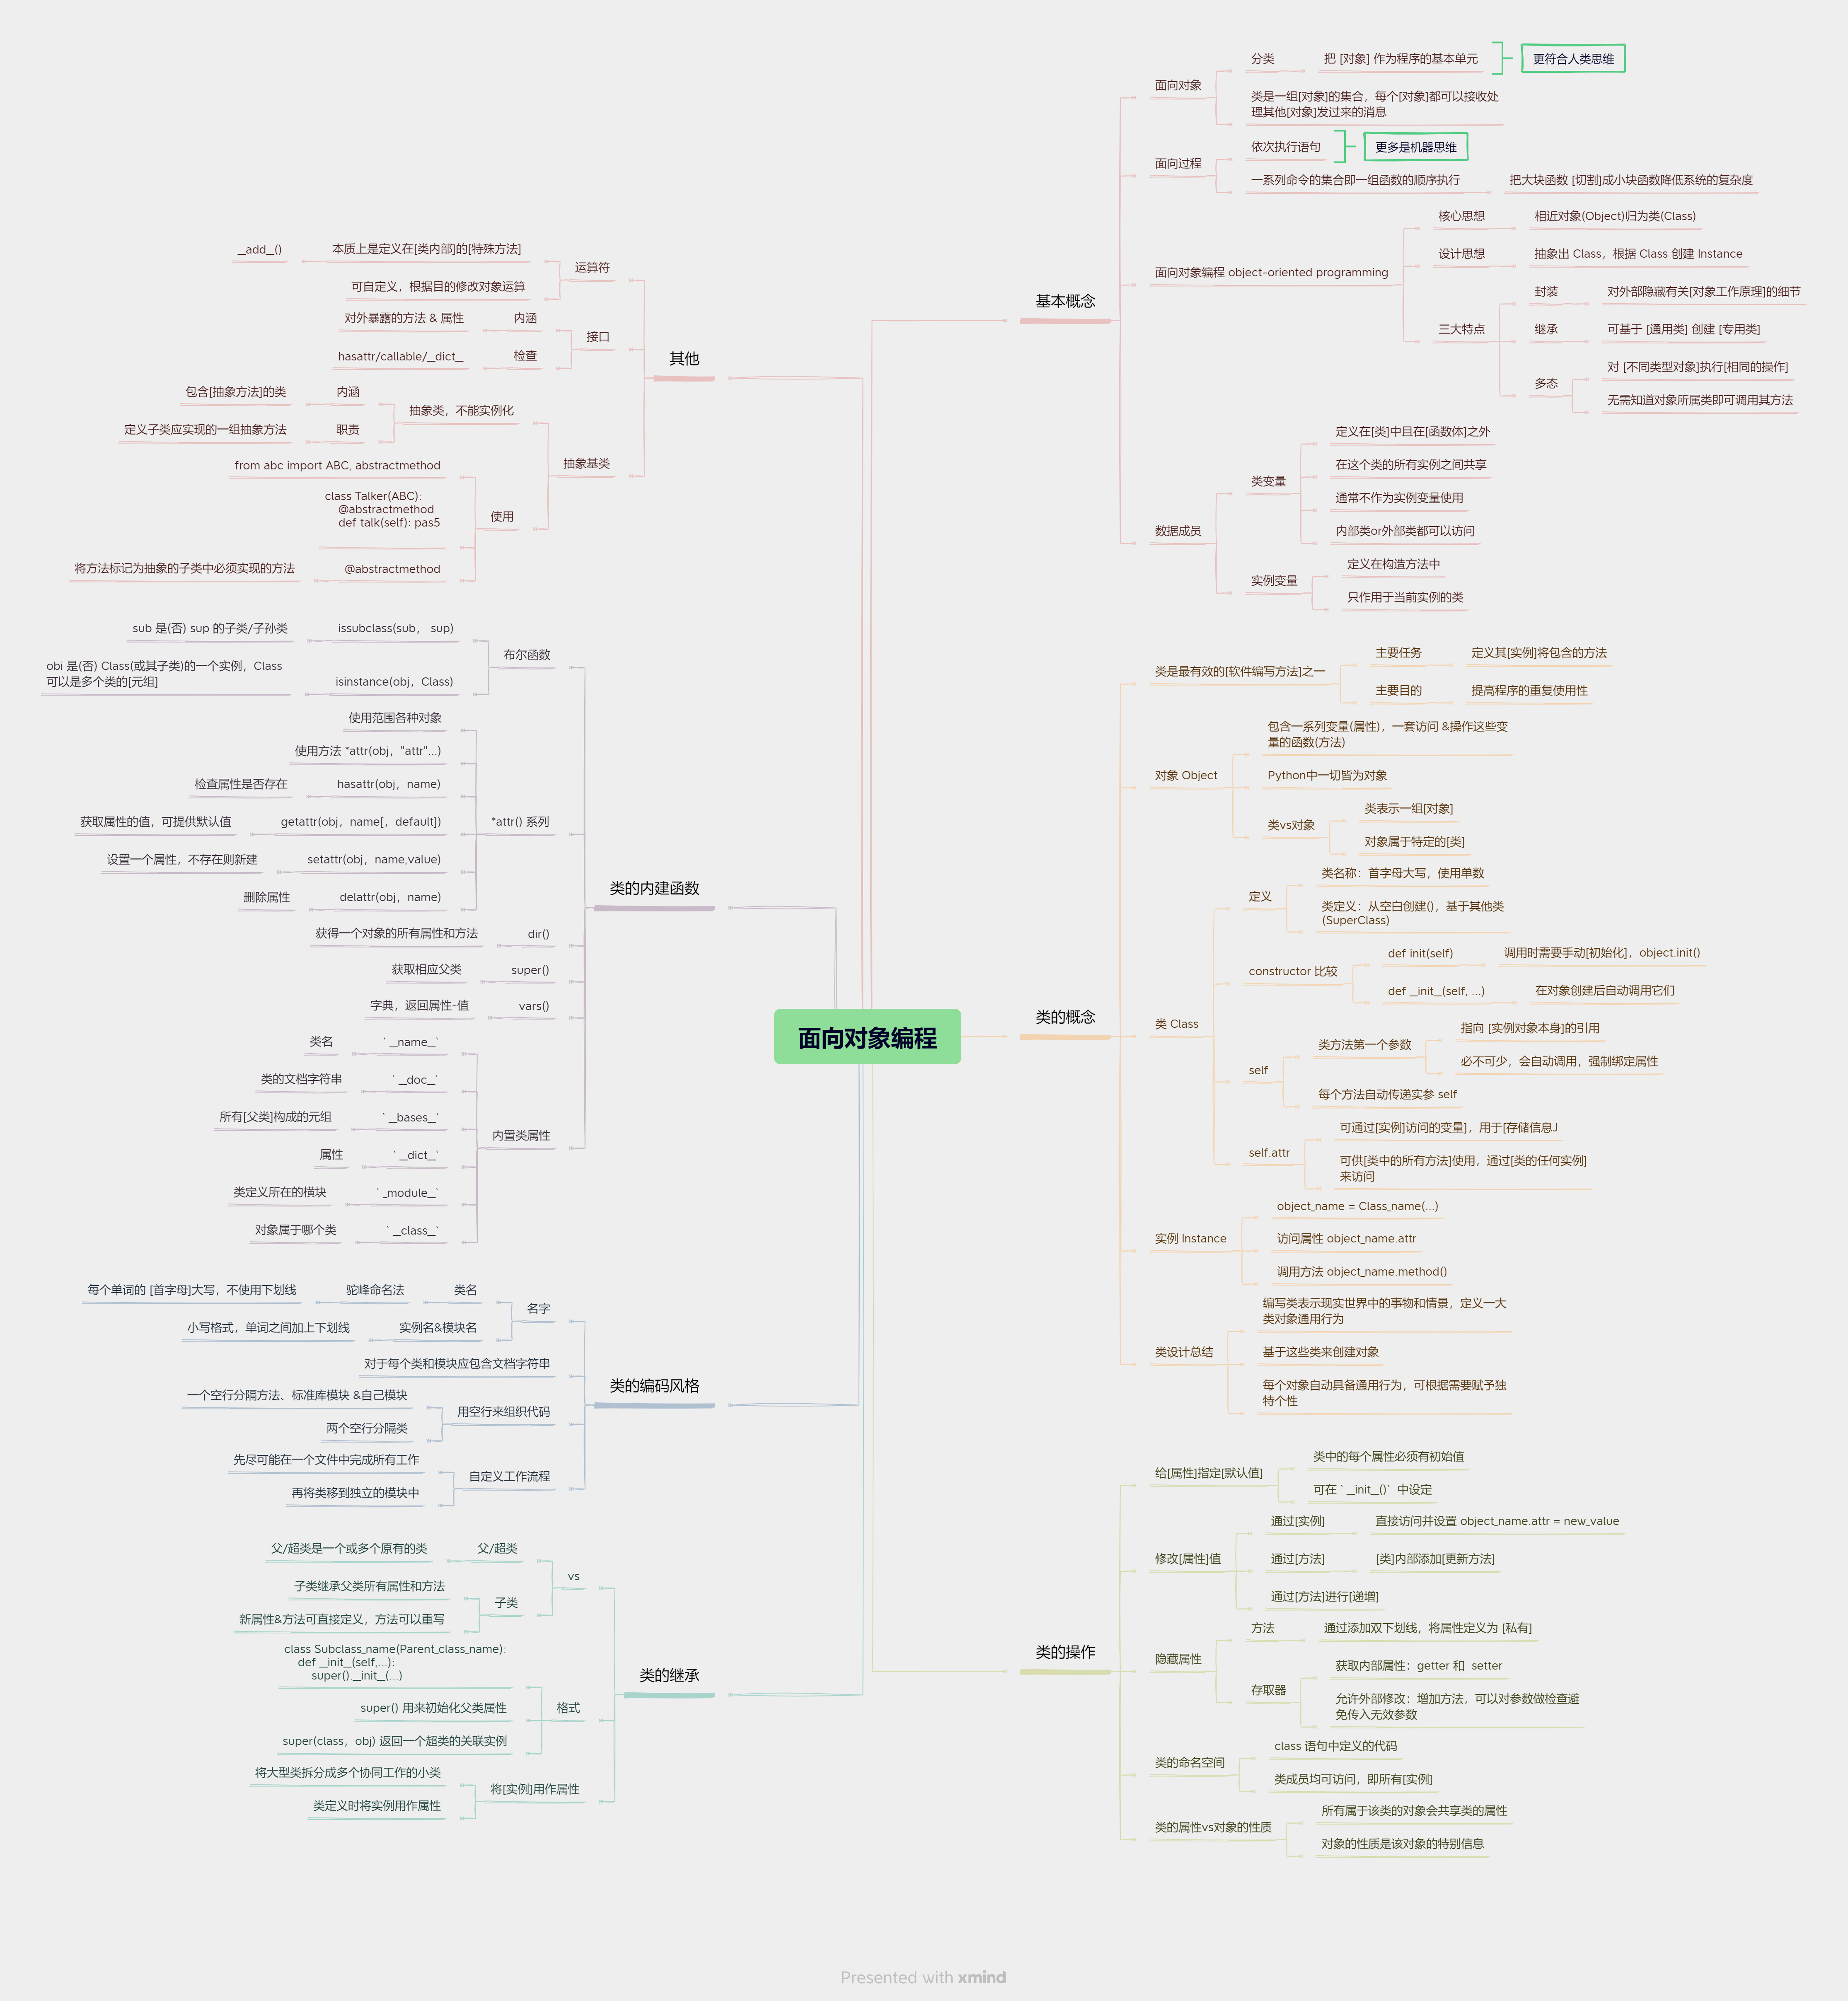 面向对象编程
基本概念
面向对象
分类
把 [对象] 作为程序的基本单元
更符合人类思维
类是一组[对象]的集合，每个[对象]都可以接收处
理其他[对象]发过来的消息
面向过程
依次执行语句
更多是机器思维
一系列命令的集合即一组函数的顺序执行
把大块函数 [切割]成小块函数降低系统的复杂度
面向对象编程 object-oriented programming
核心思想
相近对象(Object)归为类(Class)
设计思想
抽象出 Class，根据 Class 创建 Instance
三大特点
封装
对外部隐藏有关[对象工作原理]的细节
继承
可基于 [通用类] 创建 [专用类]
多态
对 [不同类型对象]执行[相同的操作]
无需知道对象所属类即可调用其方法
数据成员
类变量
定义在[类]中且在[函数体]之外
在这个类的所有实例之间共享
通常不作为实例变量使用
内部类or外部类都可以访问
实例变量
定义在构造方法中
只作用于当前实例的类
类的概念
类是最有效的[软件编写方法]之一
主要任务
定义其[实例]将包含的方法
主要目的
提高程序的重复使用性
对象 Object
包含一系列变量(属性)，一套访问 &操作这些变
量的函数(方法)
Python中一切皆为对象
类vs对象
类表示一组[对象]
对象属于特定的[类]
类 Class
定义
类名称：首字母大写，使用单数
类定义：从空白创建()，基于其他类
(SuperClass)
constructor 比较
def init(self)
调用时需要手动[初始化]，object.init()
def __init__(self, ...)
在对象创建后自动调用它们
self
类方法第一个参数
指向 [实例对象本身]的引用
必不可少，会自动调用，强制绑定属性
每个方法自动传递实参 self
self.attr
可通过[实例]访问的变量]，用于[存储信息J
可供[类中的所有方法]使用，通过[类的任何实例]
来访问
实例 Instance
object_name = Class_name(...)
访问属性 object_name.attr
调用方法 object_name.method()
类设计总结
编写类表示现实世界中的事物和情景，定义一大
类对象通用行为
基于这些类来创建对象
每个对象自动具备通用行为，可根据需要赋予独
特个性
类的操作
给[属性]指定[默认值]
类中的每个属性必须有初始值
可在 `__init__()` 中设定
修改[属性]值
通过[实例]
直接访问并设置 object_name.attr = new_value
通过[方法]
[类]内部添加[更新方法]
通过[方法]进行[递增]
隐藏属性
方法
通过添加双下划线，将属性定义为 [私有]
存取器
获取内部属性：getter 和 setter
允许外部修改：增加方法，可以对参数做检查避
免传入无效参数
类的命名空间
class 语句中定义的代码
类成员均可访问，即所有[实例]
类的属性vs对象的性质
所有属于该类的对象会共享类的属性
对象的性质是该对象的特别信息
其他
运算符
本质上是定义在[类内部]的[特殊方法]
__add__()
可自定义，根据目的修改对象运算
接口
内涵
对外暴露的方法 & 属性
检查
hasattr/callable/__dict__
抽象基类
抽象类，不能实例化
内涵
包含[抽象方法]的类
职责
定义子类应实现的一组抽象方法
使用
from abc import ABC, abstractmethod
class Talker(ABC):
@abstractmethod
def talk(self): pas5
@abstractmethod
将方法标记为抽象的子类中必须实现的方法
类的内建函数
布尔函数
issubclass(sub， sup)
sub 是(否) sup 的子类/子孙类
isinstance(obj，Class)
obi 是(否) Class(或其子类)的一个实例，Class
可以是多个类的[元组]
*attr() 系列
使用范围各种对象
使用方法 *attr(obj，"attr"...)
hasattr(obj，name)
检查属性是否存在
getattr(obj，name[，default])
获取属性的值，可提供默认值
setattr(obj，name,value)
设置一个属性，不存在则新建
delattr(obj，name)
删除属性
dir()
获得一个对象的所有属性和方法
super()
获取相应父类
vars()
字典，返回属性-值
内置类属性
`__name__`
类名
`__doc__`
类的文档字符串
`__bases__`
所有[父类]构成的元组
`__dict__`
属性
`_module__`
类定义所在的横块
`__class__`
对象属于哪个类
类的编码风格
名字
类名
驼峰命名法
每个单词的 [首字母]大写，不使用下划线
实例名&模块名
小写格式，单词之间加上下划线
对于每个类和模块应包含文档字符串
用空行来组织代码
一个空行分隔方法、标准库模块 &自己模块
两个空行分隔类
自定义工作流程
先尽可能在一个文件中完成所有工作
再将类移到独立的模块中
类的继承
vs
父/超类
父/超类是一个或多个原有的类
子类
子类继承父类所有属性和方法
新属性&方法可直接定义，方法可以重写
格式
class Subclass_name(Parent_class_name):
def __init__(self,...):
super().__init__(...)
super() 用来初始化父类属性
super(class，obj) 返回一个超类的关联实例
将[实例]用作属性
将大型类拆分成多个协同工作的小类
类定义时将实例用作属性
Presented with xmind